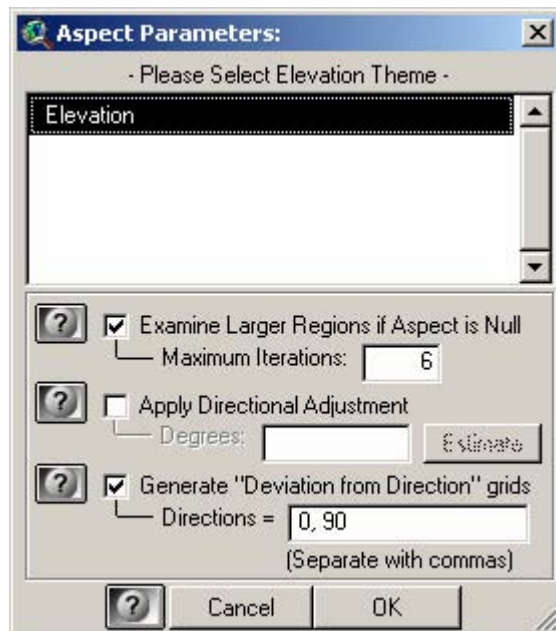 Aspect Parameters:
- Please Select Elevation Theme -
Elevation
? Examine Larger Regions if Aspect is Null
Maximum Iterations: 6
? Apply Directional Adjustment
Degrees: Estimate
? Generate "Deviation from Direction" grids
Directions = 0, 90
(Separate with commas)
? Cancel OK